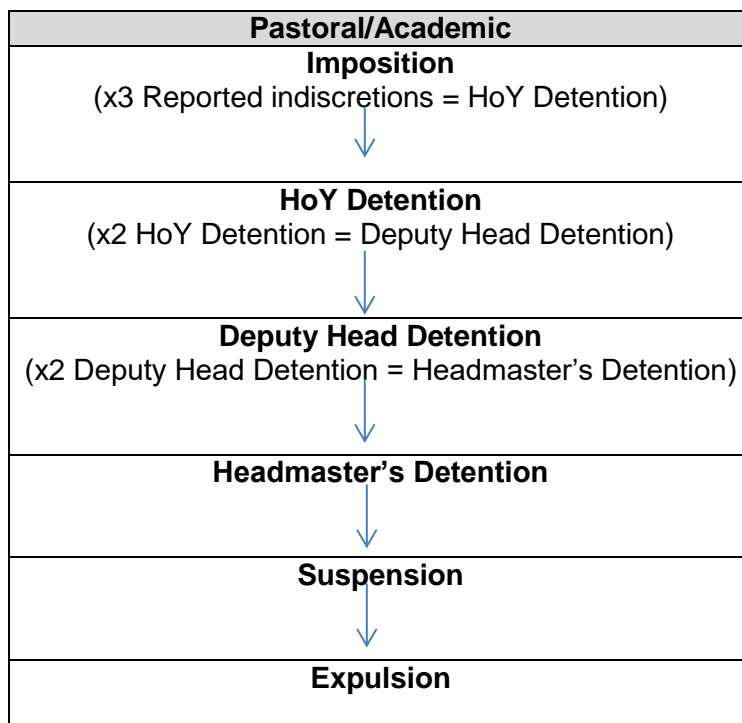 Pastoral/Academic
Imposition
(x3 Reported indiscretions = HoY Detention)
HoY Detention
(x2 HoY Detention = Deputy Head Detention)
Deputy Head Detention
(x2 Deputy Head Detention = Headmaster’s Detention)
Headmaster’s Detention
Suspension
Expulsion